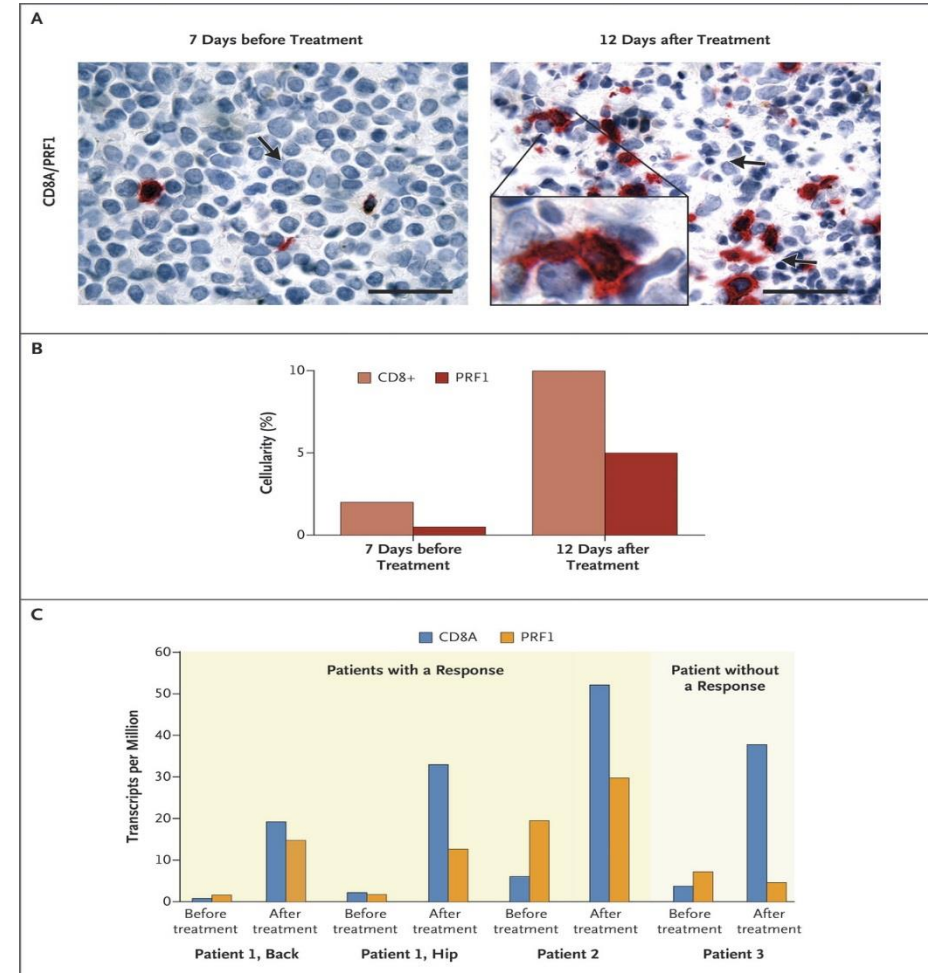 A
7 Days before Treatment
12 Days after Treatment
CD8A/PRF1
B
10
5
0
Cellularity (%)
CD8+
PRF1
7 Days before
Treatment
12 Days after
Treatment
C
CD8A
PRF1
60
50
40
30
20
10
0
Transcripts per Million
Patients with a Response
Patient without
a Response
Before
treatment
After
treatment
Before
treatment
After
treatment
Before
treatment
After
treatment
Before
treatment
After
treatment
Patient 1, Back
Patient 1, Hip
Patient 2
Patient 3